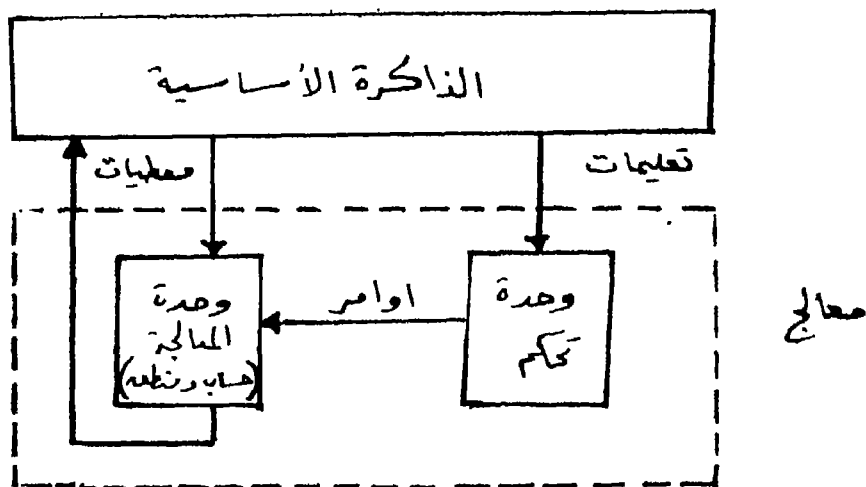 الذاكرة الأساسية
تعليمات
معطيات
وحدة
تحكم
اوامر
وحدة
المعالجة
(حساب ومنطق)
معالج